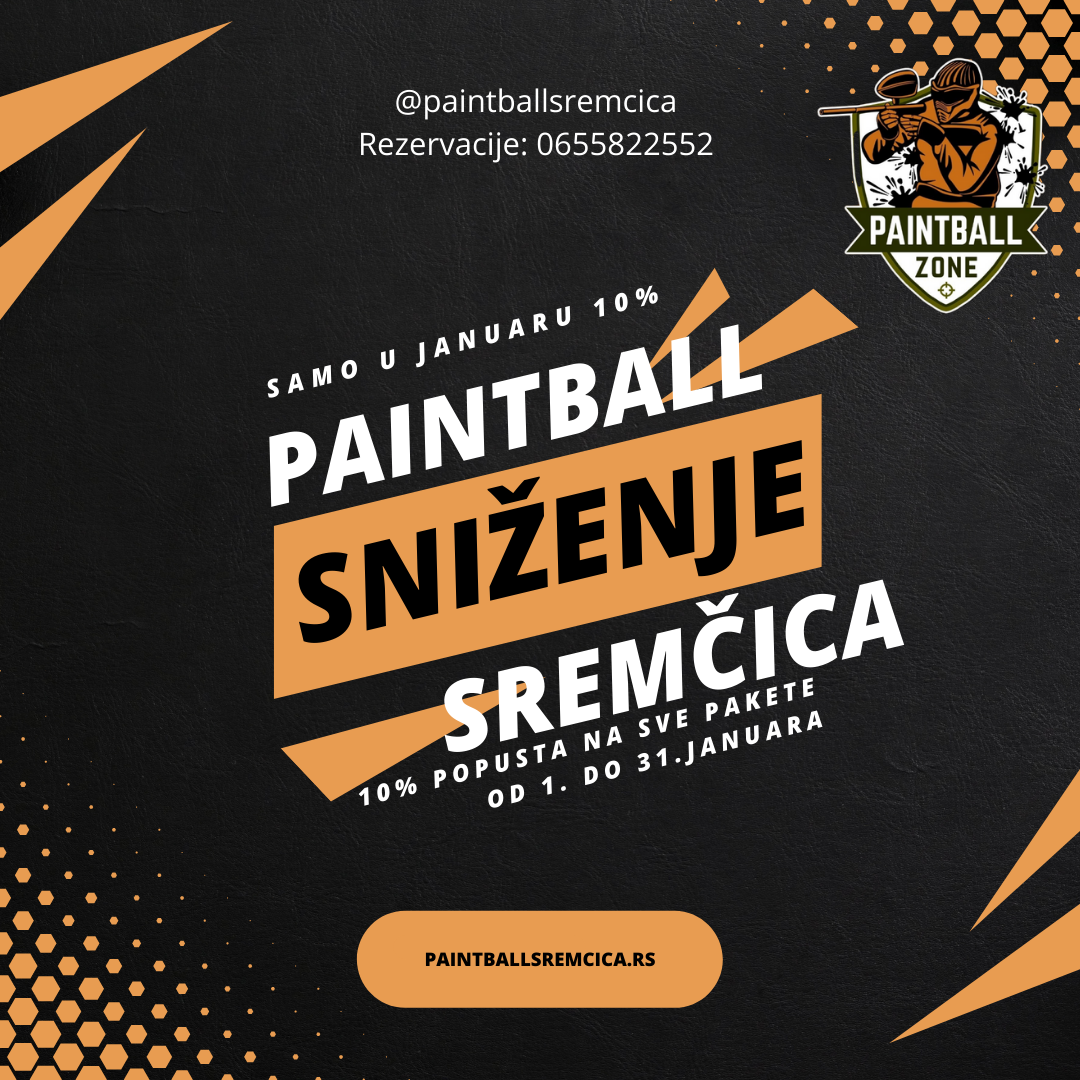 @paintballsremcica
Rezervacije: 0655822552
PAINTBALL
ZONE
SAMO U JANUARU 10%
PAINTBALL
SNIŽENJE
SREMČICA
10% POPUSTA NA SVE PAKETE
OD 1. DO 31.JANUARA
PAINTBALLSREMCICA.RS